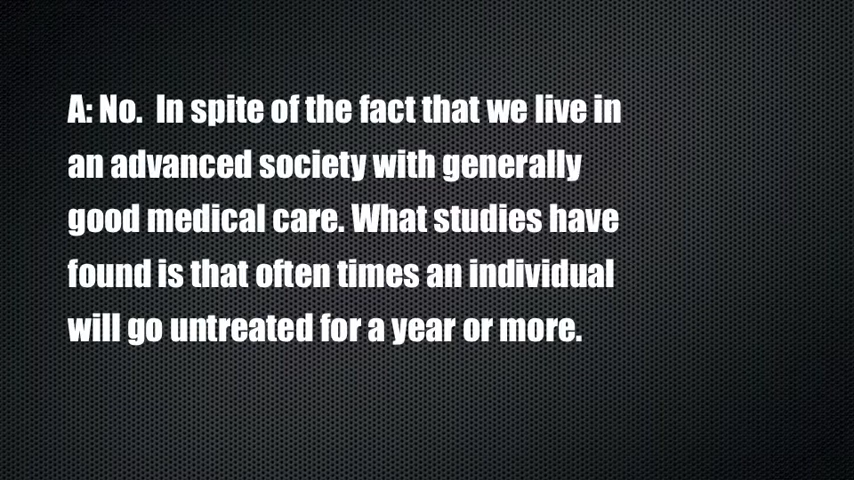 A: No.  In spite of the fact that we live in
an advanced society with generally
good medical care. What studies have
found is that often times an individual
will go untreated for a year or more.